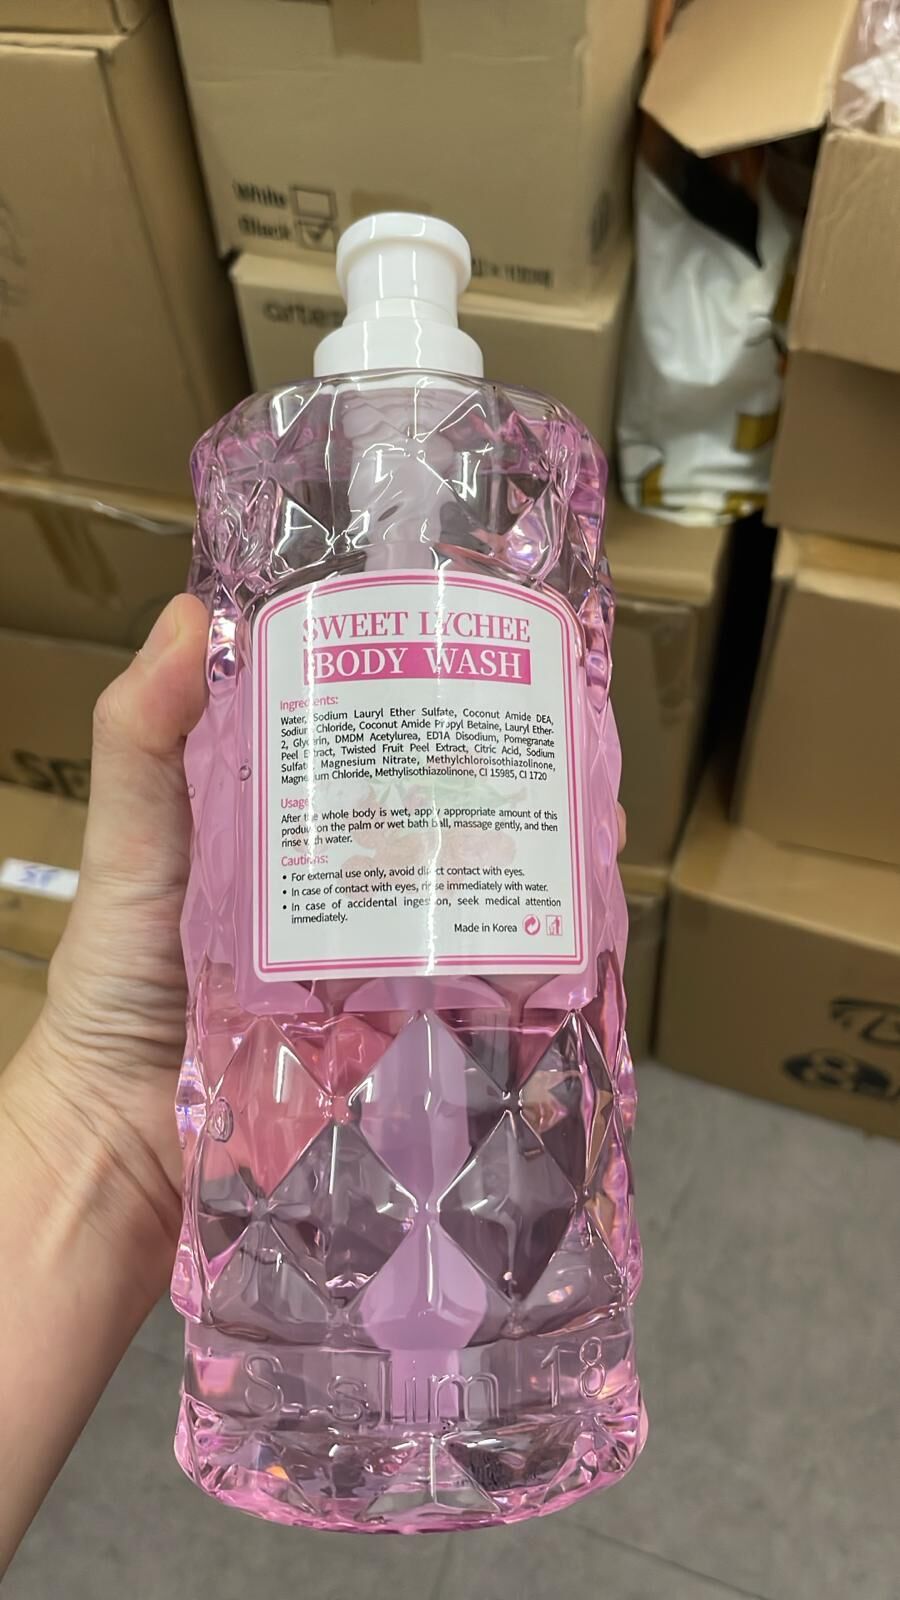 White
Black
SWEET LYCHEE
BODY WASH
Ingredients:
Water, Sodium Lauryl Ether Sulfate, Coconut Amide DEA,
Sodium Chloride, Coconut Amide Propyl Betaine, Lauryl Ether-
2, Glycerin, DMDM Acetylurea, ED1A Disodium, Pomegranate
Peel Extract, Twisted Fruit Peel Extract, Citric Acid, Sodium
Sulfat Magnesium Nitrate, Methylchloroisothiazolinone,
Magnesium Chloride, Methylisothiazolinone, CI 15985, CI 1720
Usage:
After the whole body is wet, apply appropriate amount of this
produ on the palm or wet bath ball, massage gently, and then
rinse with water.
Cautions:
• For external use only, avoid direct contact with eyes.
• In case of contact with eyes, rinse immediately with water.
• In case of accidental ingestion, seek medical attention
immediately.
Made in Korea
S slim 18